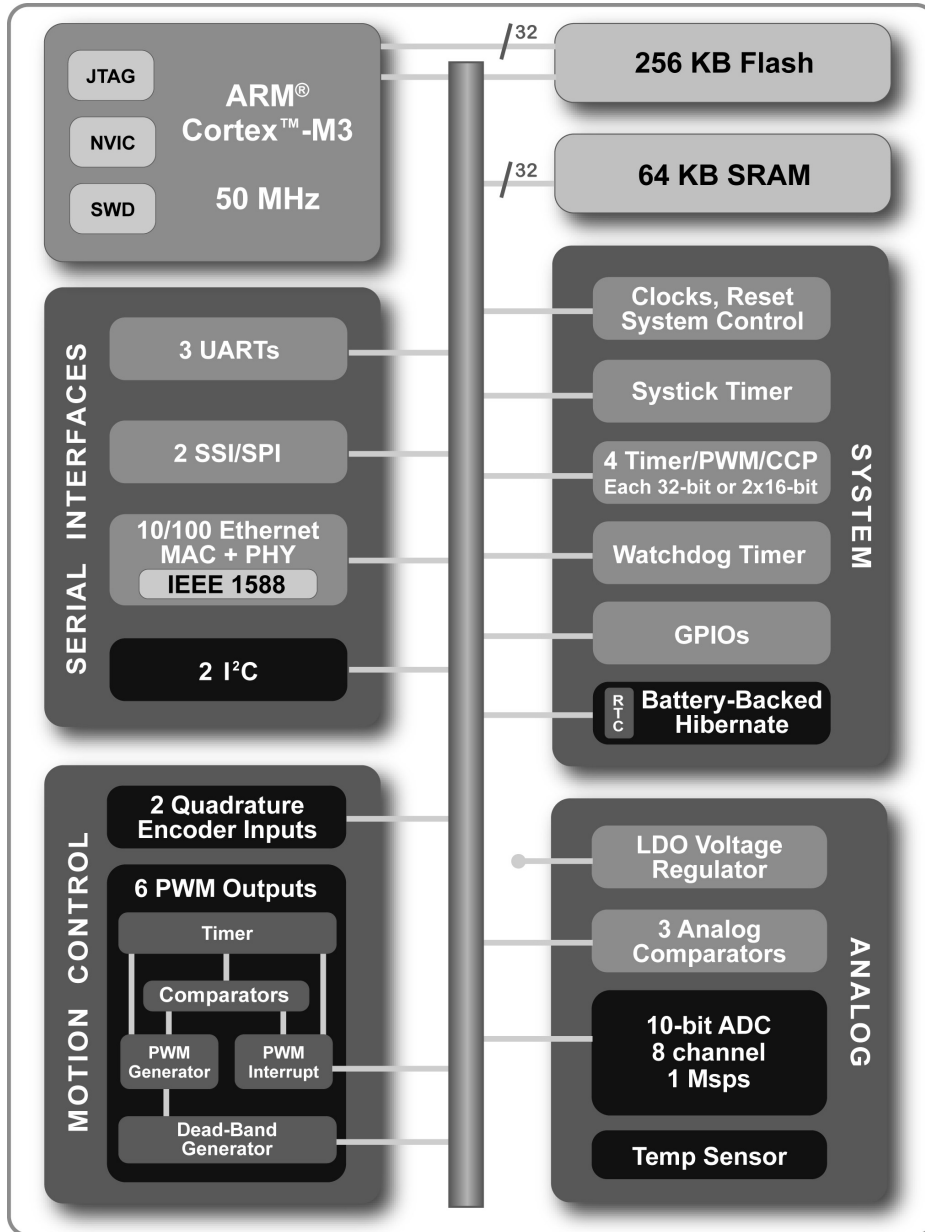 JTAG
NVIC
SWD
ARM®
Cortex™-M3
50 MHz
32
256 KB Flash
32
64 KB SRAM
SERIAL INTERFACES
3 UARTs
2 SSI/SPI
10/100 Ethernet
MAC + PHY
IEEE 1588
2 I²C
SYSTEM
Clocks, Reset
System Control
Systick Timer
4 Timer/PWM/CCP
Each 32-bit or 2x16-bit
Watchdog Timer
GPIOs
RTC
Battery-Backed
Hibernate
MOTION CONTROL
2 Quadrature
Encoder Inputs
6 PWM Outputs
Timer
Comparators
PWM
Generator
PWM
Interrupt
Dead-Band
Generator
ANALOG
LDO Voltage
Regulator
3 Analog
Comparators
10-bit ADC
8 channel
1 Msps
Temp Sensor